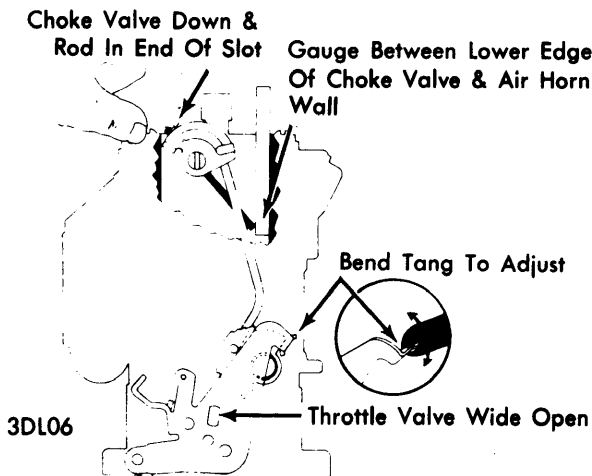 Choke Valve Down &
Rod In End Of Slot
Gauge Between Lower Edge
Of Choke Valve & Air Horn
Wall
Bend Tang To Adjust
Throttle Valve Wide Open
3DL06